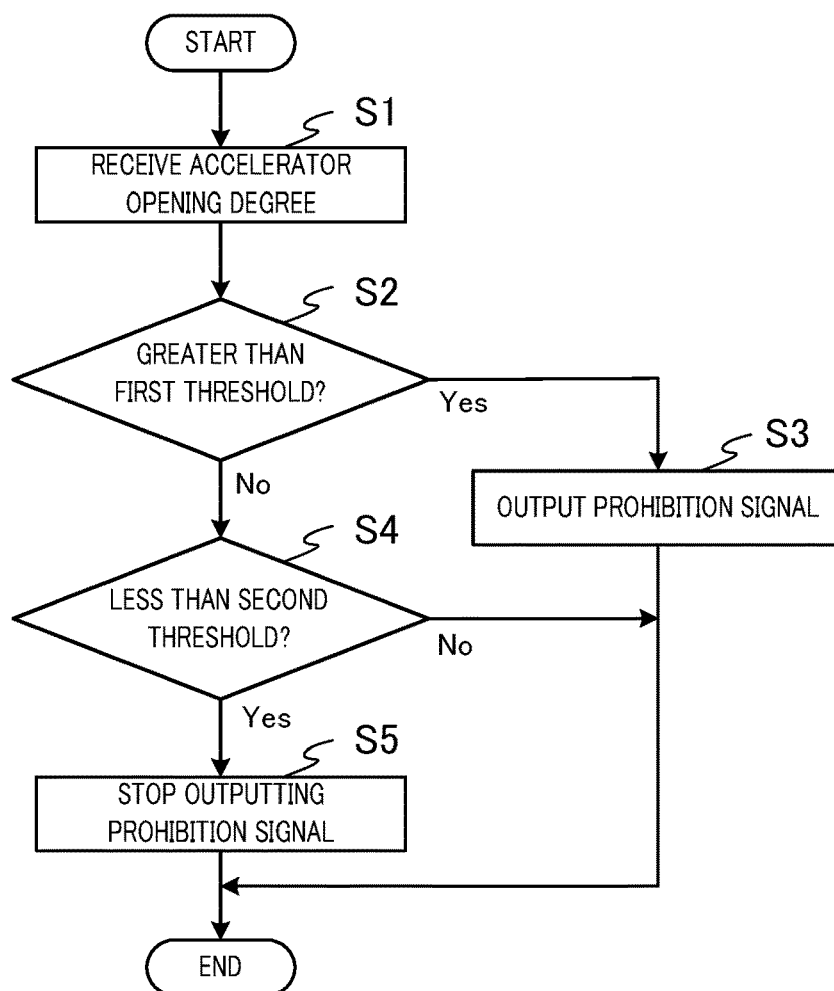 START
S1
RECEIVE ACCELERATOR
OPENING DEGREE
S2
GREATER THAN
FIRST THRESHOLD?
Yes
No
S3
OUTPUT PROHIBITION SIGNAL
S4
LESS THAN SECOND
THRESHOLD?
No
Yes
S5
STOP OUTPUTTING
PROHIBITION SIGNAL
END